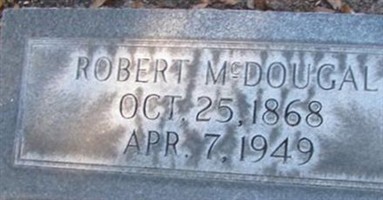 ROBERT McDOUGAL
OCT. 25, 1868
APR. 7, 1949